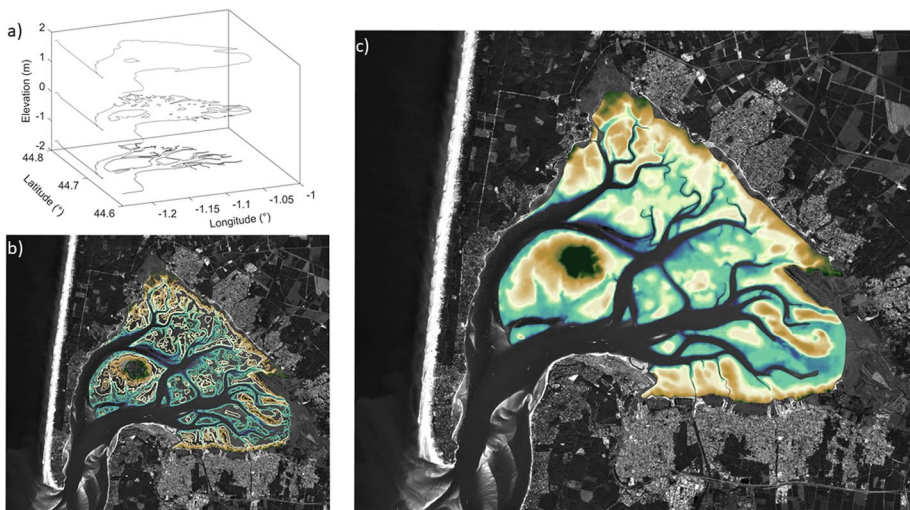 a)
Elevation (m)
2
1
0
-1
-2
44.8
44.7
44.6
Latitude (°)
-1.2
-1.15
-1.1
-1.05
-1
Longitude (°)
b)
c)